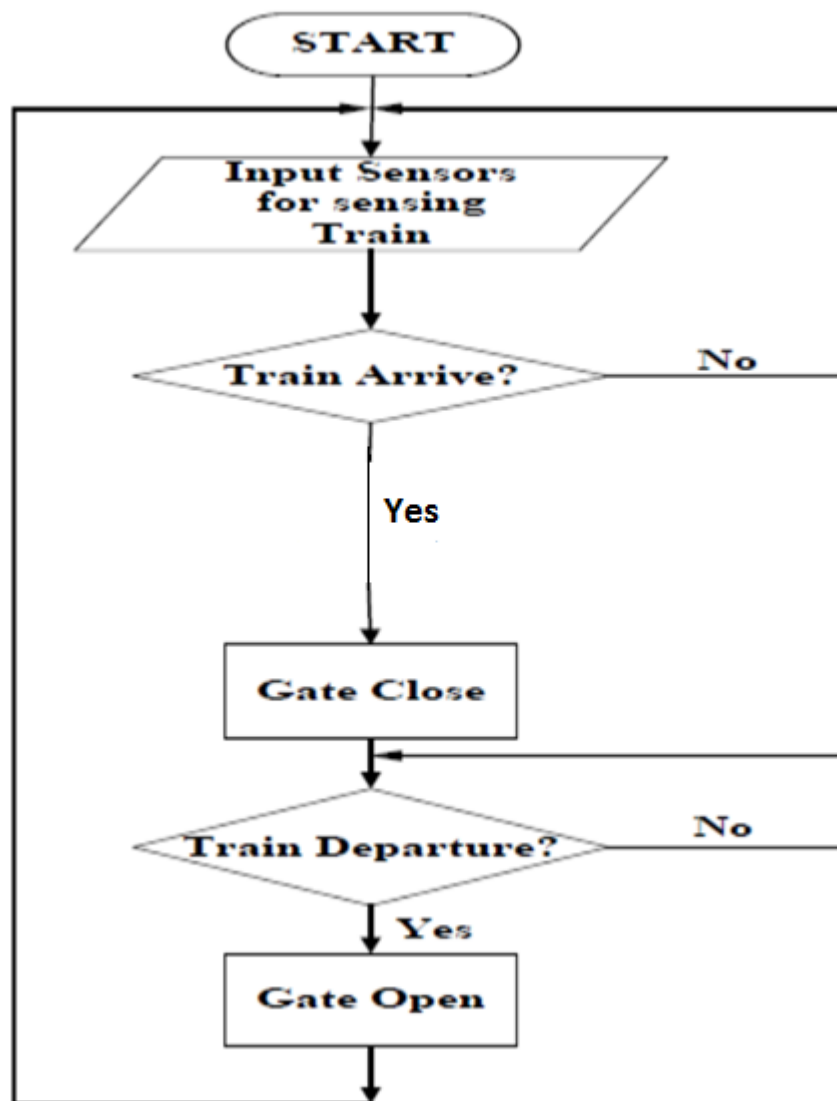 START
Input Sensors
for sensing
Train
Train Arrive?
No
Yes
Gate Close
Train Departure?
No
Yes
Gate Open